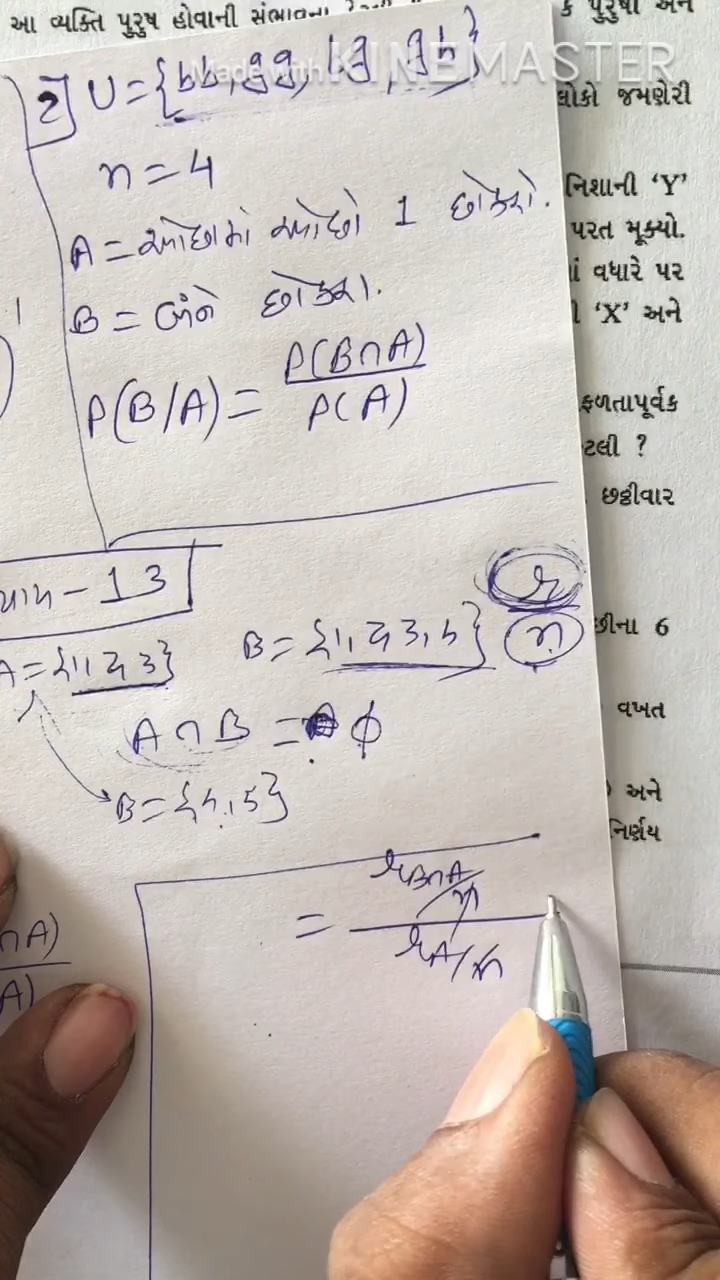 આ વ્યક્તિ પુરુષ હોવાની સંભાવના
કે પુરુષો અને
Made with KINEMASTER
2 U = {bb, gg, bg, gb}
લોકો જમણેરી
n = 4
નિશાની 'Y'
A = ઓછામાં ઓછો 1 છોકરો.
પરત મૂક્યો.
વધારે પર
B = બંને છોકરા.
'X' અને
P(B/A) = P(B∩A) / P(A)
ફળતાપૂર્વક
ટલી ?
છઠ્ઠીવાર
- 13
r
n
છીના 6
A = {1, 2, 3} B = {1, 2, 3, 5}
વખત
A ∩ B = ϕ
B = {4, 5}
અને
નિર્ણય
= r B∩A / n / r A / n
∩A)
A)